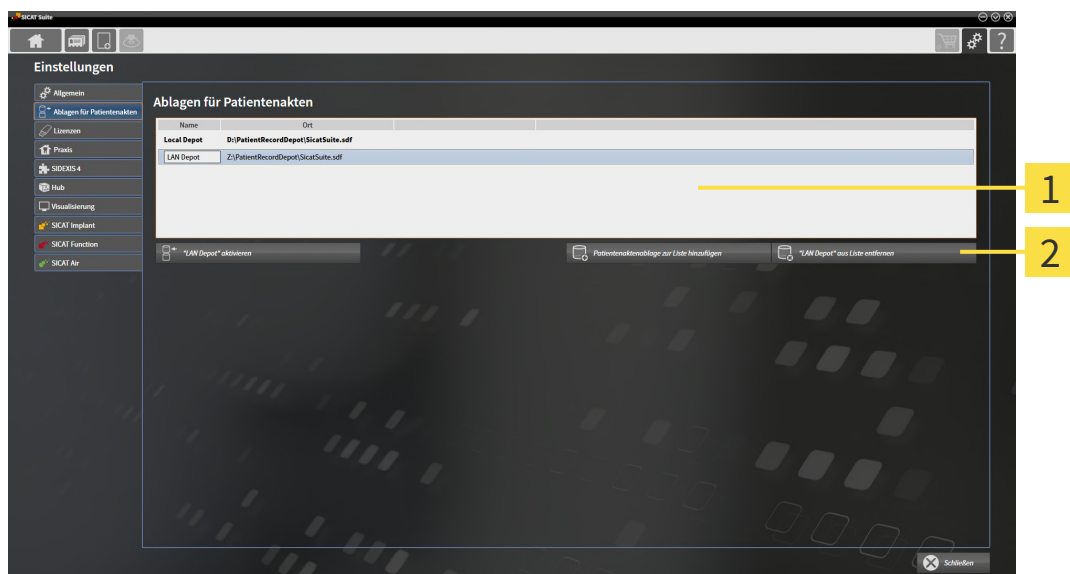 SICAT Suite
?
Einstellungen
Allgemein
Ablagen für Patientenakten
Lizenzen
Praxis
SIDEXIS 4
Hub
Visualisierung
SICAT Implant
SICAT Function
SICAT Air
Ablagen für Patientenakten
Name Ort
Local Depot D:\PatientRecordDepot\SicatSuite.sdf
LAN Depot Z:\PatientRecordDepot\SicatSuite.sdf
1
"LAN Depot" aktivieren
Patientenaktenablage zur Liste hinzufügen
"LAN Depot" aus Liste entfernen
2
Schließen